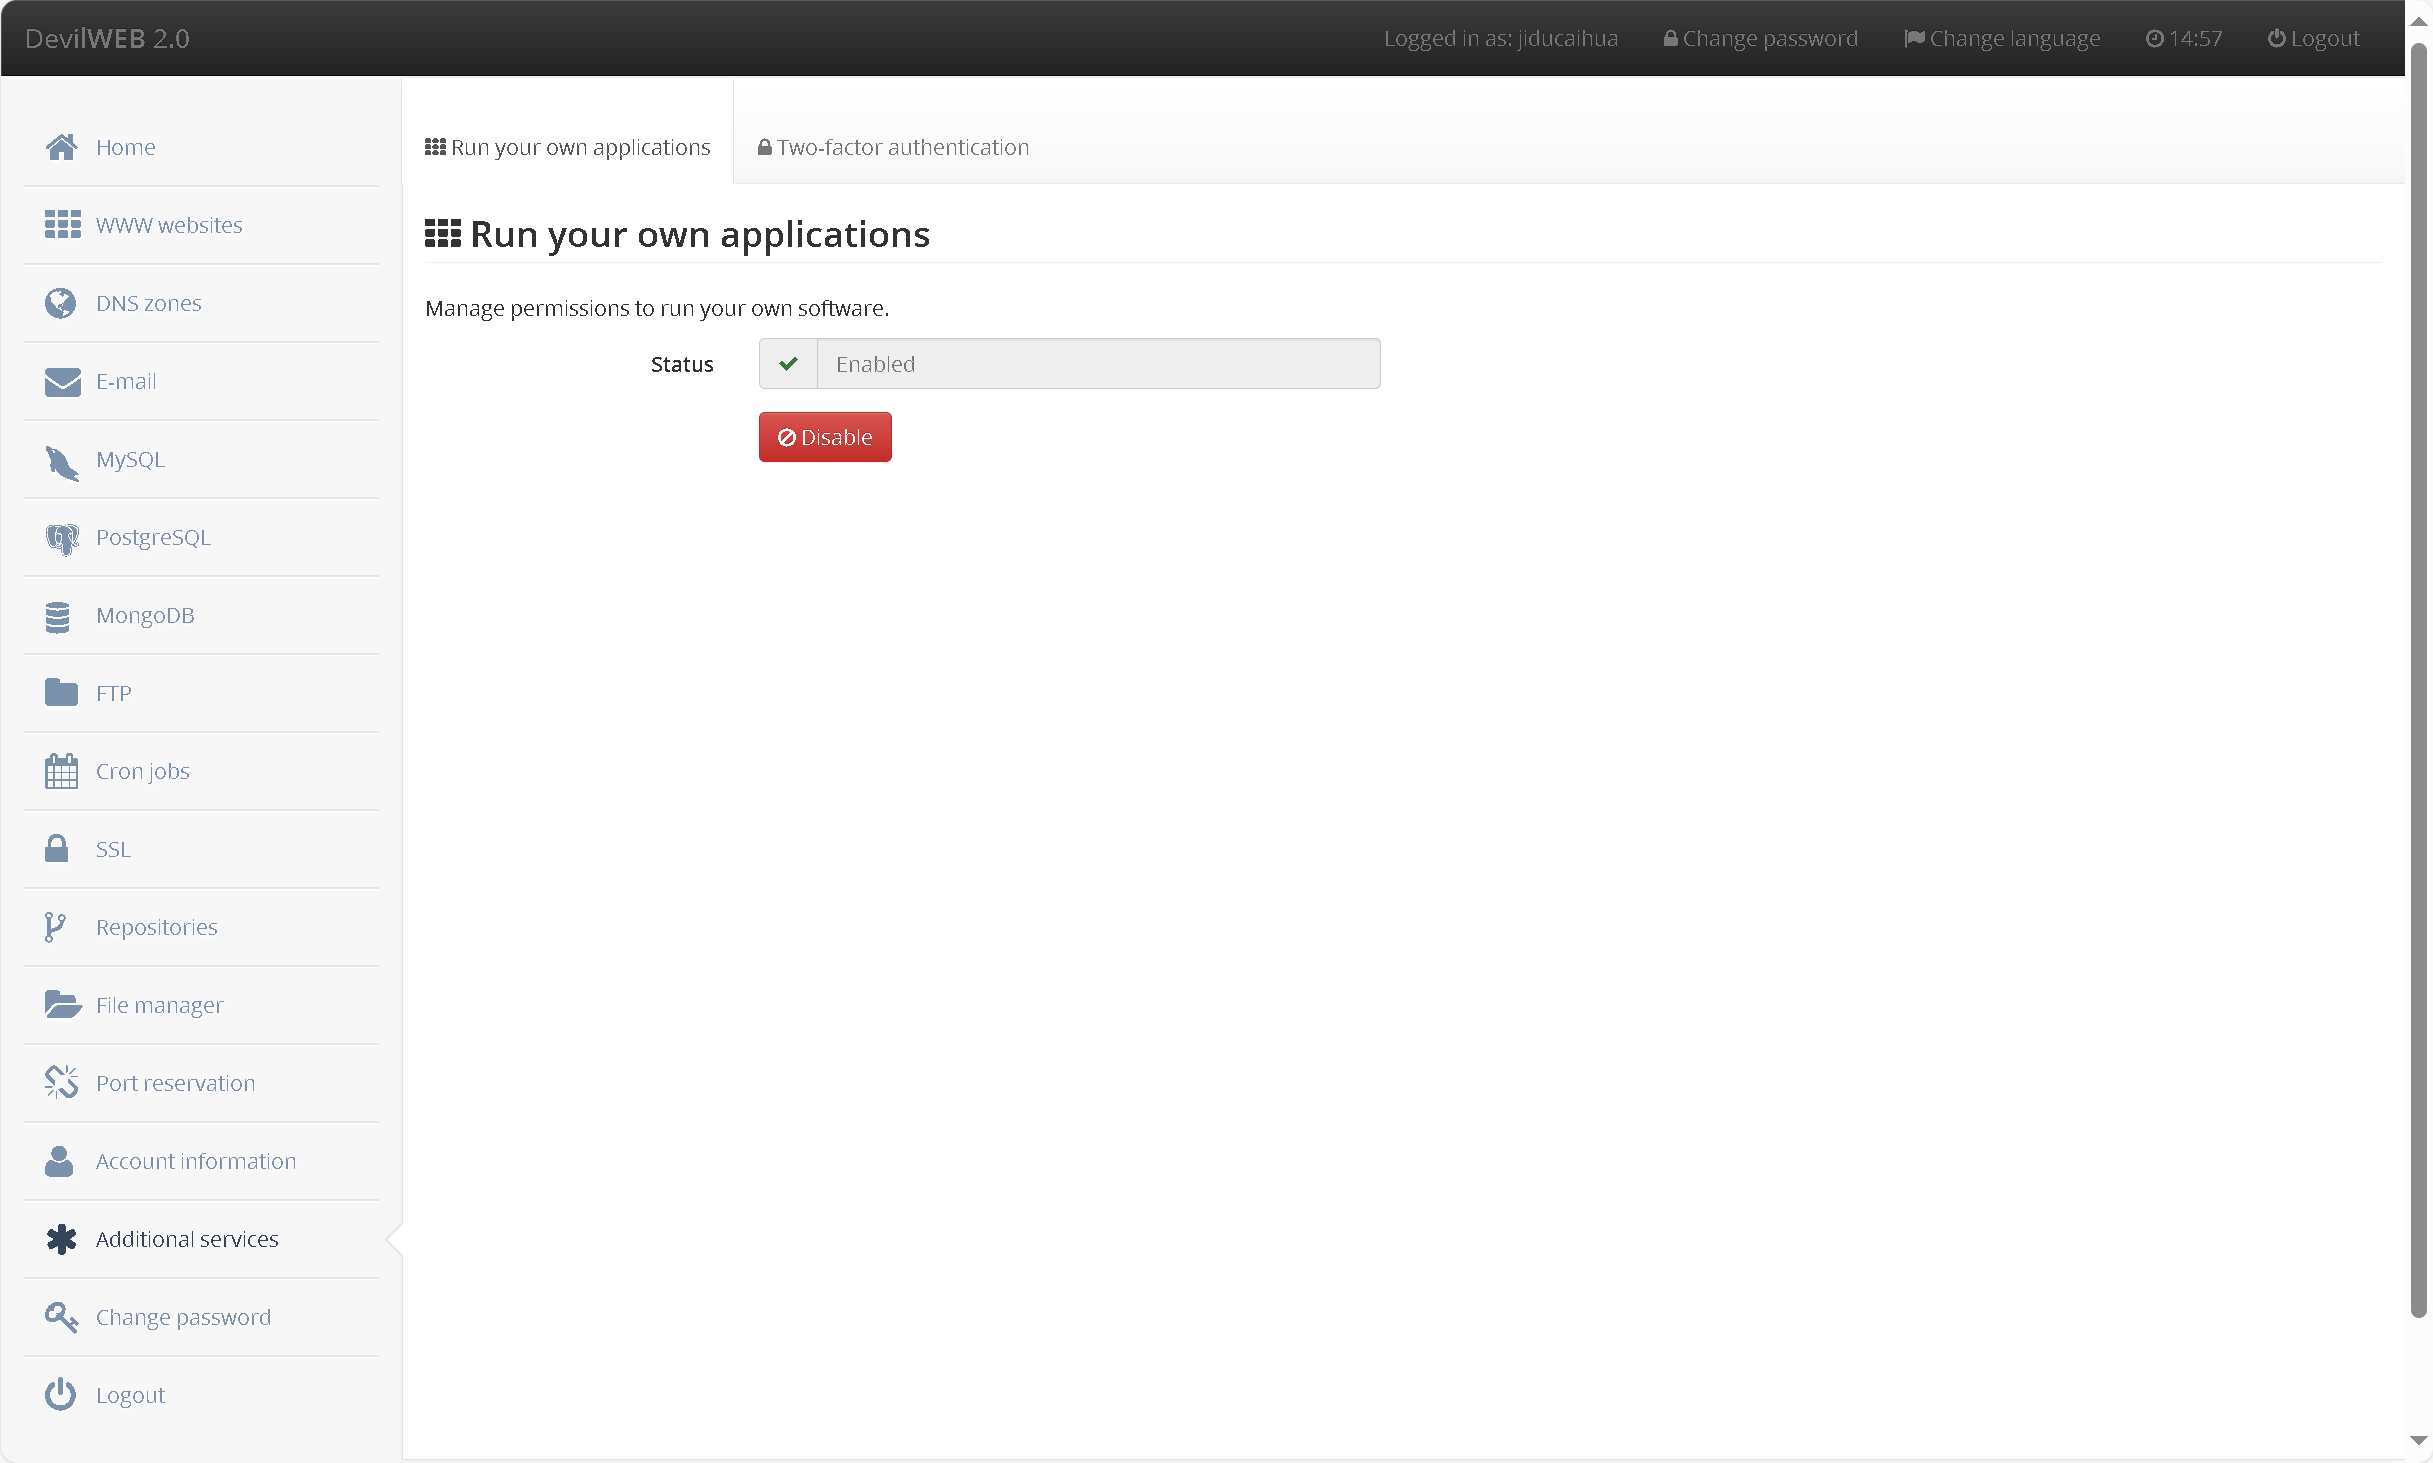 DevilWEB 2.0
Logged in as: jiducaihua
Change password
Change language
14:57
Logout
Home
WWW websites
DNS zones
E-mail
MySQL
PostgreSQL
MongoDB
FTP
Cron jobs
SSL
Repositories
File manager
Port reservation
Account information
Additional services
Change password
Logout
Run your own applications
Two-factor authentication
Run your own applications
Manage permissions to run your own software.
Status
Enabled
Disable